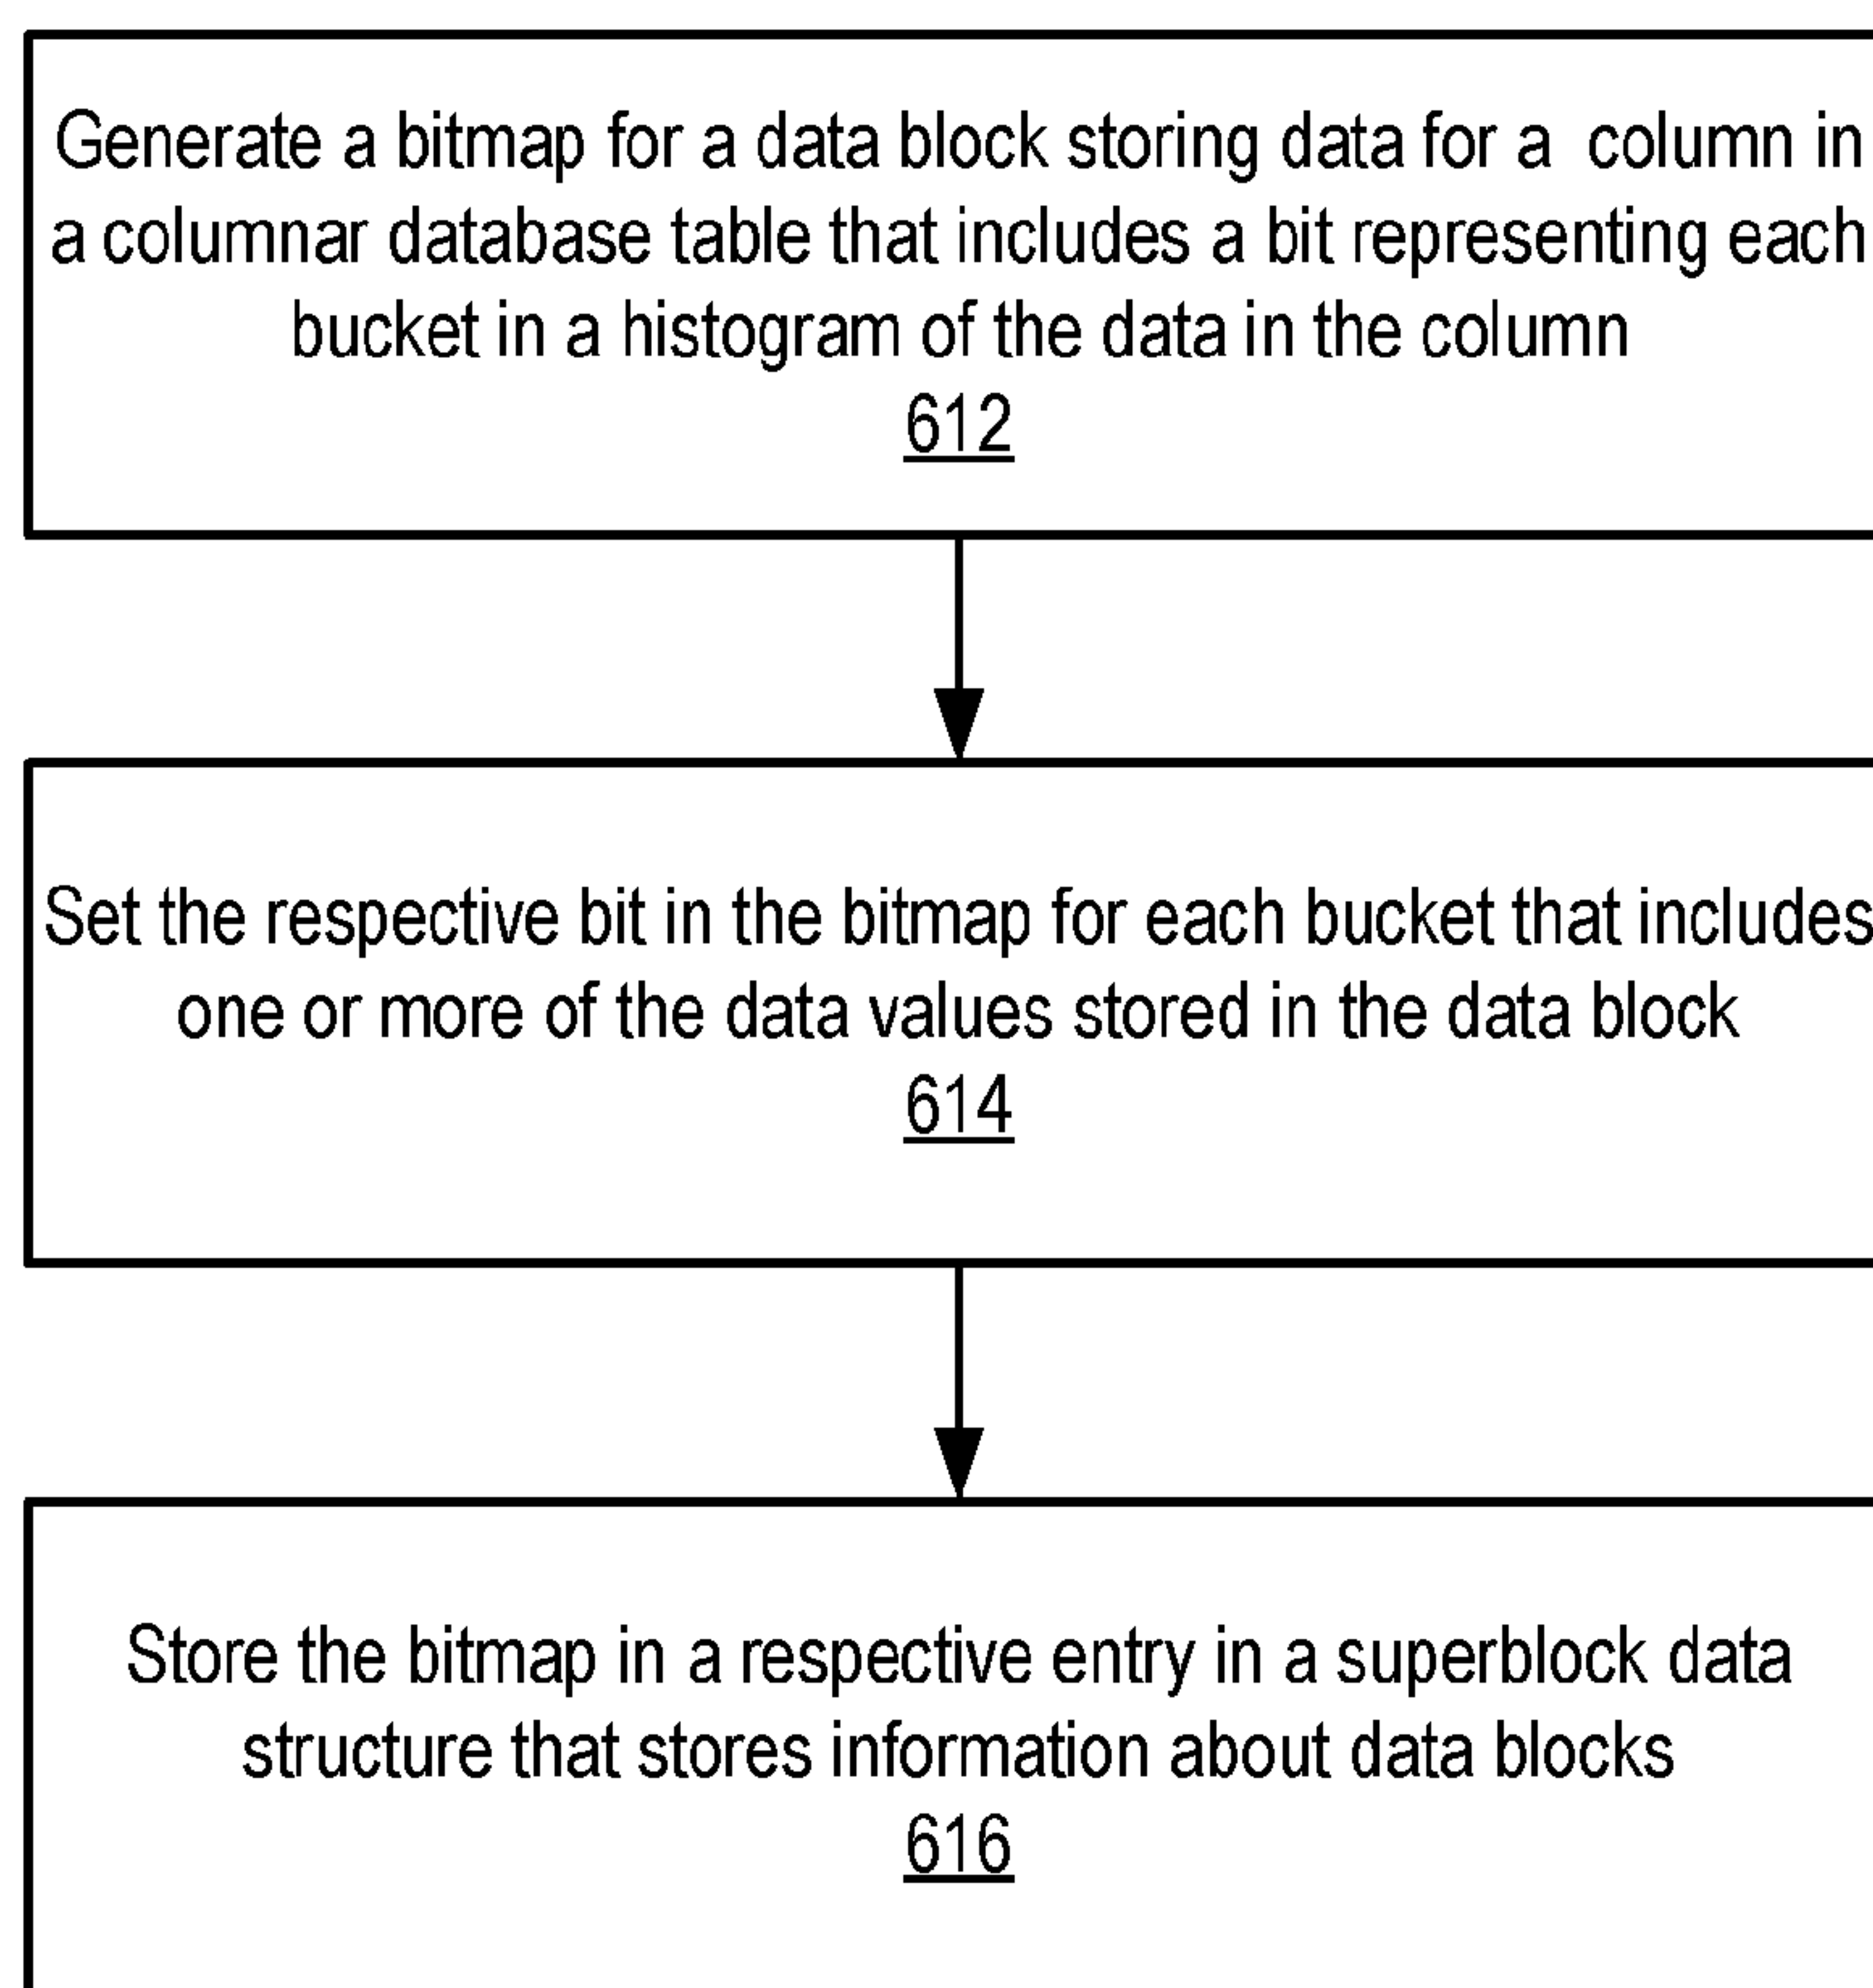 Generate a bitmap for a data block storing data for a column in
a columnar database table that includes a bit representing each
bucket in a histogram of the data in the column
612
Set the respective bit in the bitmap for each bucket that includes
one or more of the data values stored in the data block
614
Store the bitmap in a respective entry in a superblock data
structure that stores information about data blocks
616